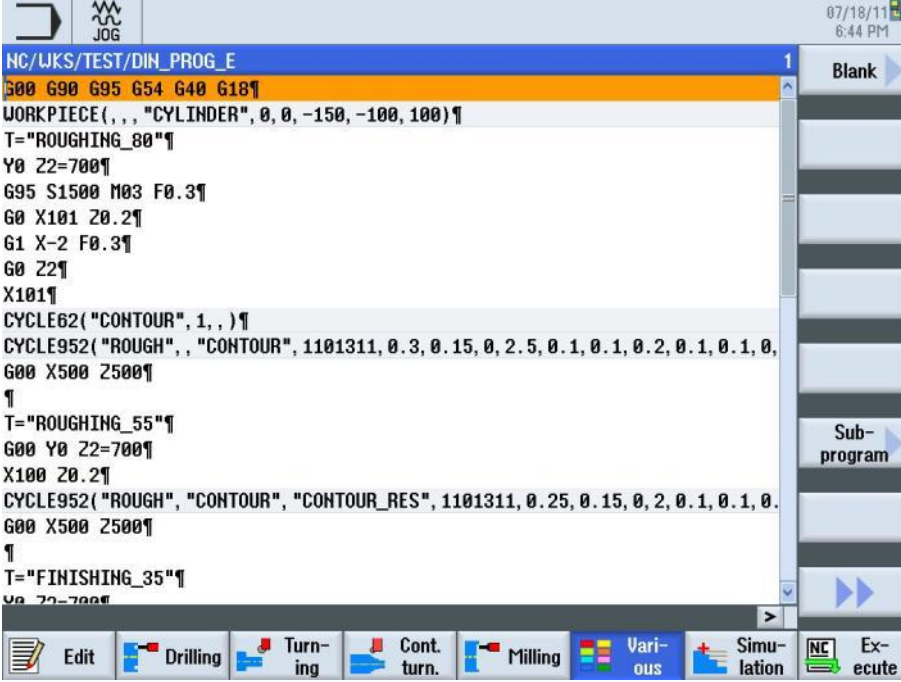 JOG
07/18/11
6:44 PM
NC/WKS/TEST/DIN_PROG_E 1
G00 G90 G95 G54 G40 G18¶
WORKPIECE(,,,"CYLINDER",0,0,-150,-100,100)¶
T="ROUGHING_80"¶
Y0 Z2=700¶
G95 S1500 M03 F0.3¶
G0 X101 Z0.2¶
G1 X-2 F0.3¶
G0 Z2¶
X101¶
CYCLE62("CONTOUR",1,,)¶
CYCLE952("ROUGH",,"CONTOUR",1101311,0.3,0.15,0,2.5,0.1,0.1,0.2,0.1,0.1,0,
G00 X500 Z500¶
¶
T="ROUGHING_55"¶
G00 Y0 Z2=700¶
X100 Z0.2¶
CYCLE952("ROUGH","CONTOUR","CONTOUR_RES",1101311,0.25,0.15,0,2,0.1,0.1,0.
G00 X500 Z500¶
¶
T="FINISHING_35"¶
Y0 Z2=700¶
Blank
Sub-
program
Edit
Drilling
Turn-
ing
Cont.
turn.
Milling
Vari-
ous
Simu-
lation
NC
Ex-
ecute